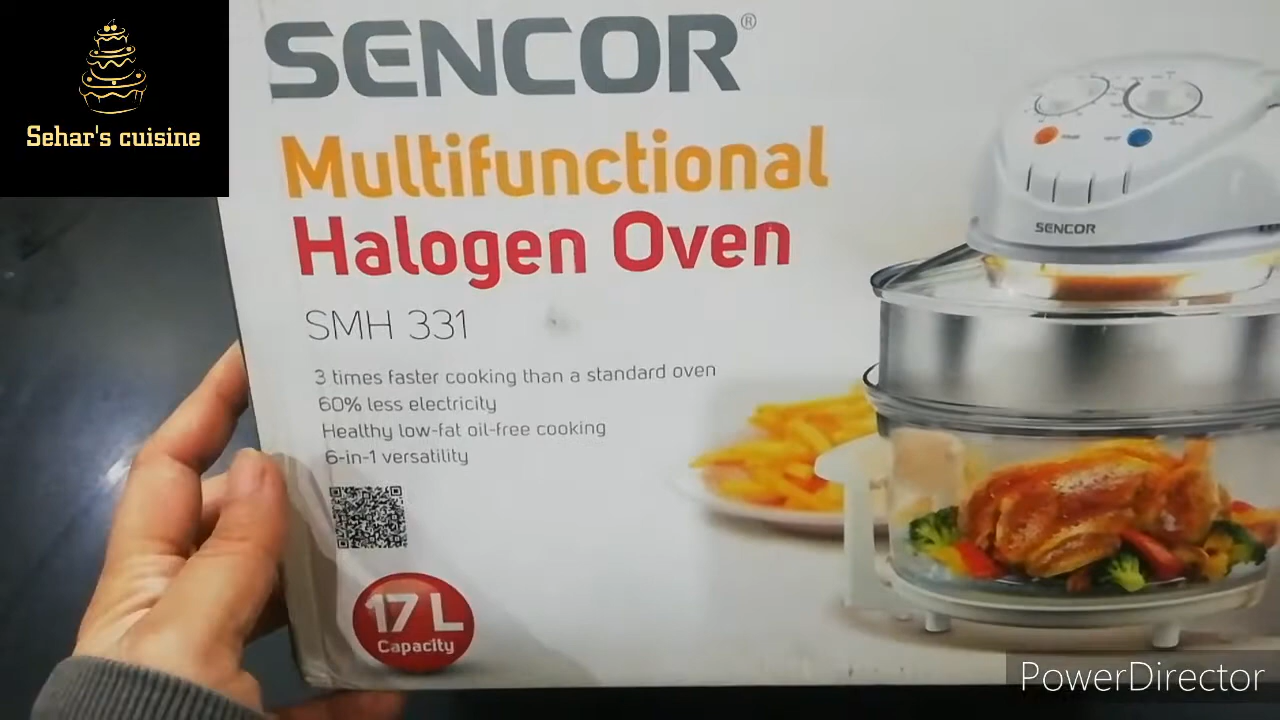 Sehar's cuisine
SENCOR®
Multifunctional
Halogen Oven
SMH 331
3 times faster cooking than a standard oven
60% less electricity
Healthy low-fat oil-free cooking
6-in-1 versatility
17 L
Capacity
SENCOR
PowerDirector